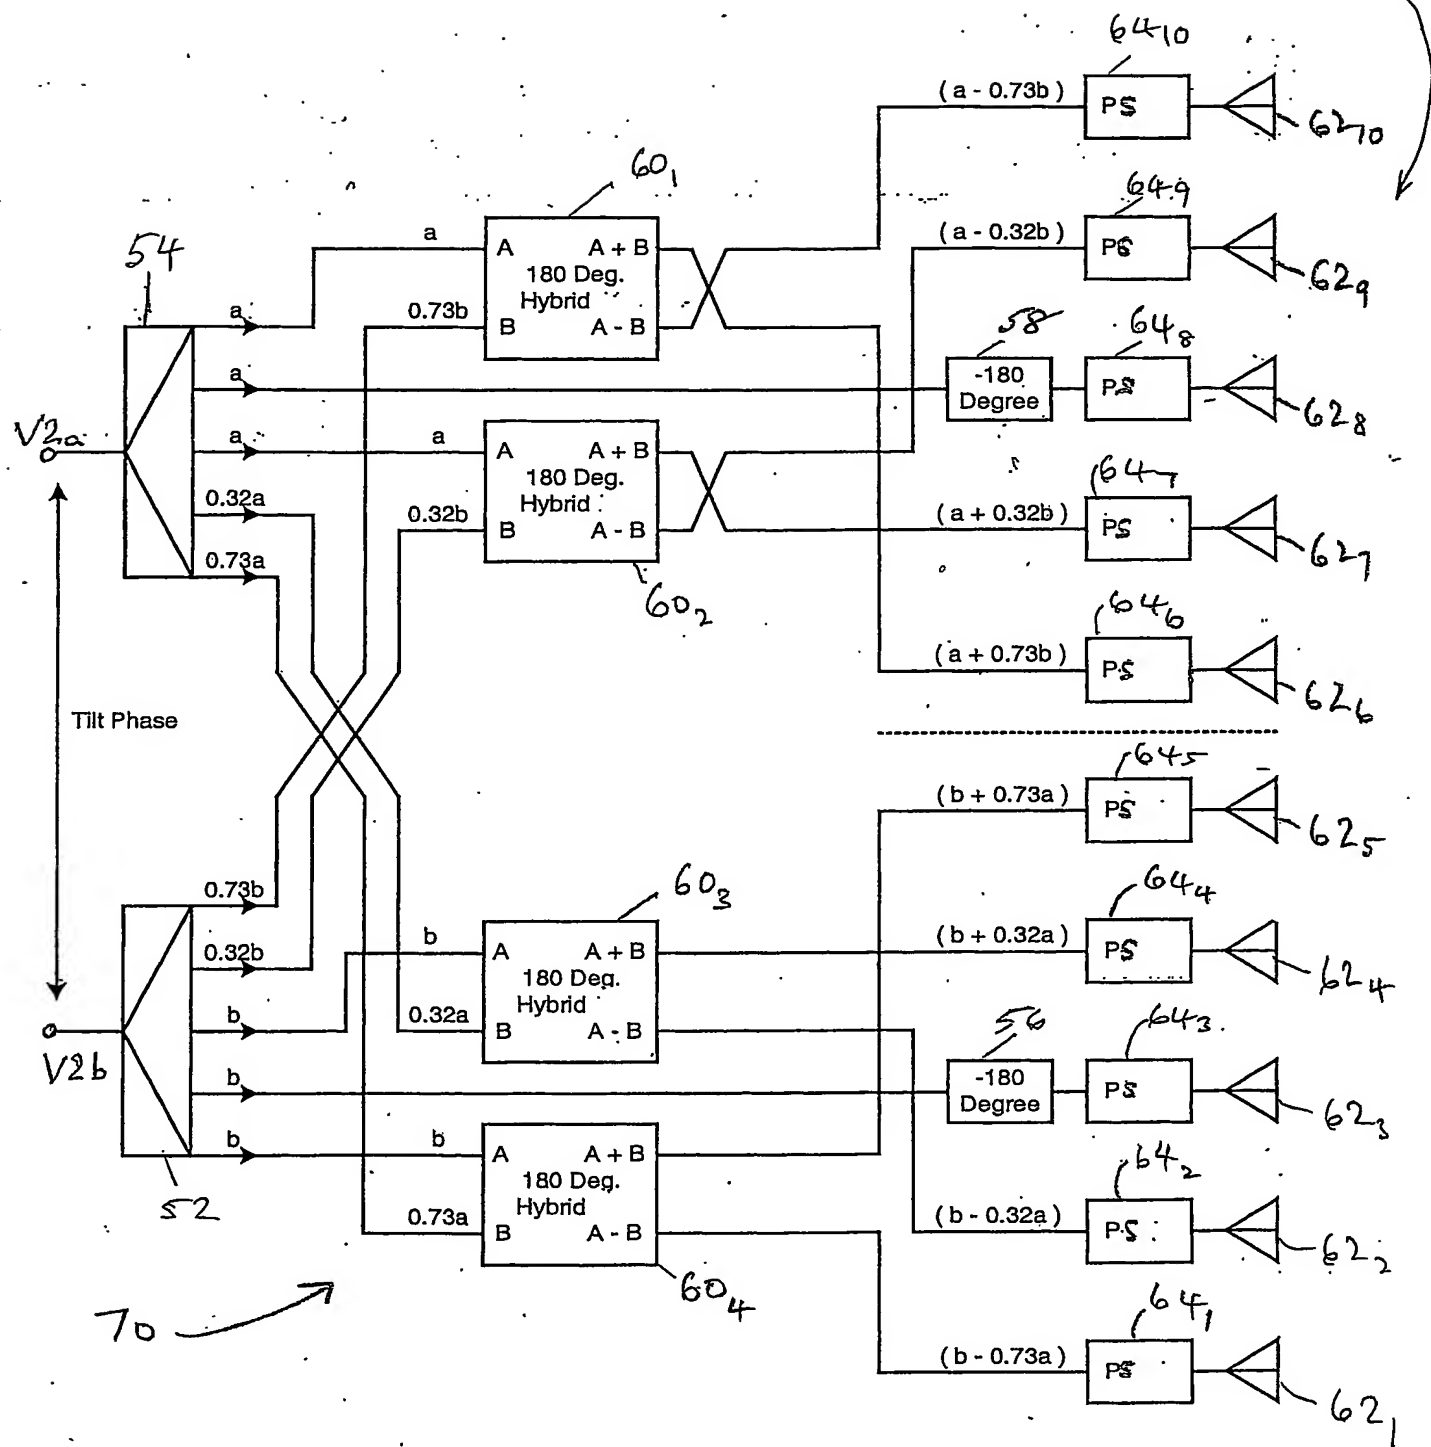 64₁₀
(a - 0.73b)
PS
62₁₀
60₁
64₉
(a - 0.32b)
PS
62₉
54
a
A
A + B
180 Deg.
Hybrid
0.73b
B
A - B
a
58
64₈
a
-180
Degree
PS
62₈
V2a
a
a
A
A + B
180 Deg.
Hybrid
0.32b
B
A - B
64₇
(a + 0.32b)
PS
62₇
0.32a
0.73a
60₂
64₆
(a + 0.73b)
PS
62₆
Tilt Phase
64₅
(b + 0.73a)
PS
62₅
0.73b
60₃
64₄
(b + 0.32a)
PS
62₄
0.32b
b
A
A + B
180 Deg.
Hybrid
0.32a
B
A - B
b
V2b
56
64₃
b
-180
Degree
PS
62₃
b
b
A
A + B
180 Deg.
Hybrid
0.73a
B
A - B
52
64₂
(b - 0.32a)
PS
62₂
60₄
70
64₁
(b - 0.73a)
PS
62₁